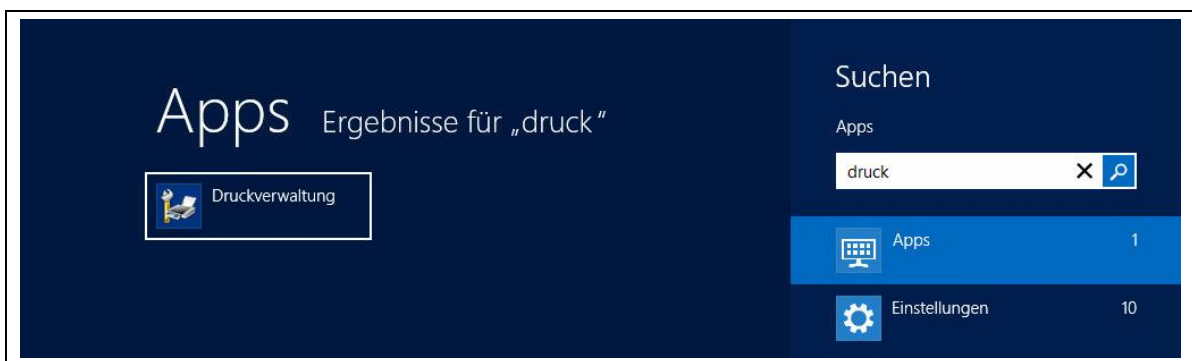 Apps Ergebnisse für „druck“
Druckverwaltung
Suchen
Apps
druck
Apps 1
Einstellungen 10